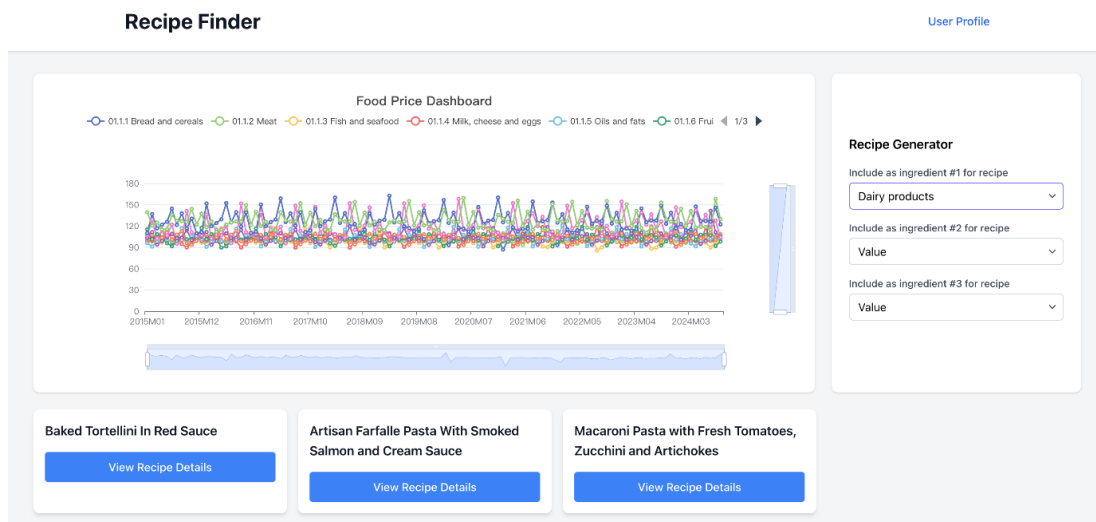 Recipe Finder
User Profile
Food Price Dashboard
01.1.1 Bread and cereals 01.1.2 Meat 01.1.3 Fish and seafood 01.1.4 Milk, cheese and eggs 01.1.5 Oils and fats 01.1.6 Frui 1/3
180
150
120
90
60
30
0
2015M01 2015M12 2016M11 2017M10 2018M09 2019M08 2020M07 2021M06 2022M05 2023M04 2024M03
Recipe Generator
Include as ingredient #1 for recipe
Dairy products
Include as ingredient #2 for recipe
Value
Include as ingredient #3 for recipe
Value
Baked Tortellini In Red Sauce
View Recipe Details
Artisan Farfalle Pasta With Smoked
Salmon and Cream Sauce
View Recipe Details
Macaroni Pasta with Fresh Tomatoes,
Zucchini and Artichokes
View Recipe Details